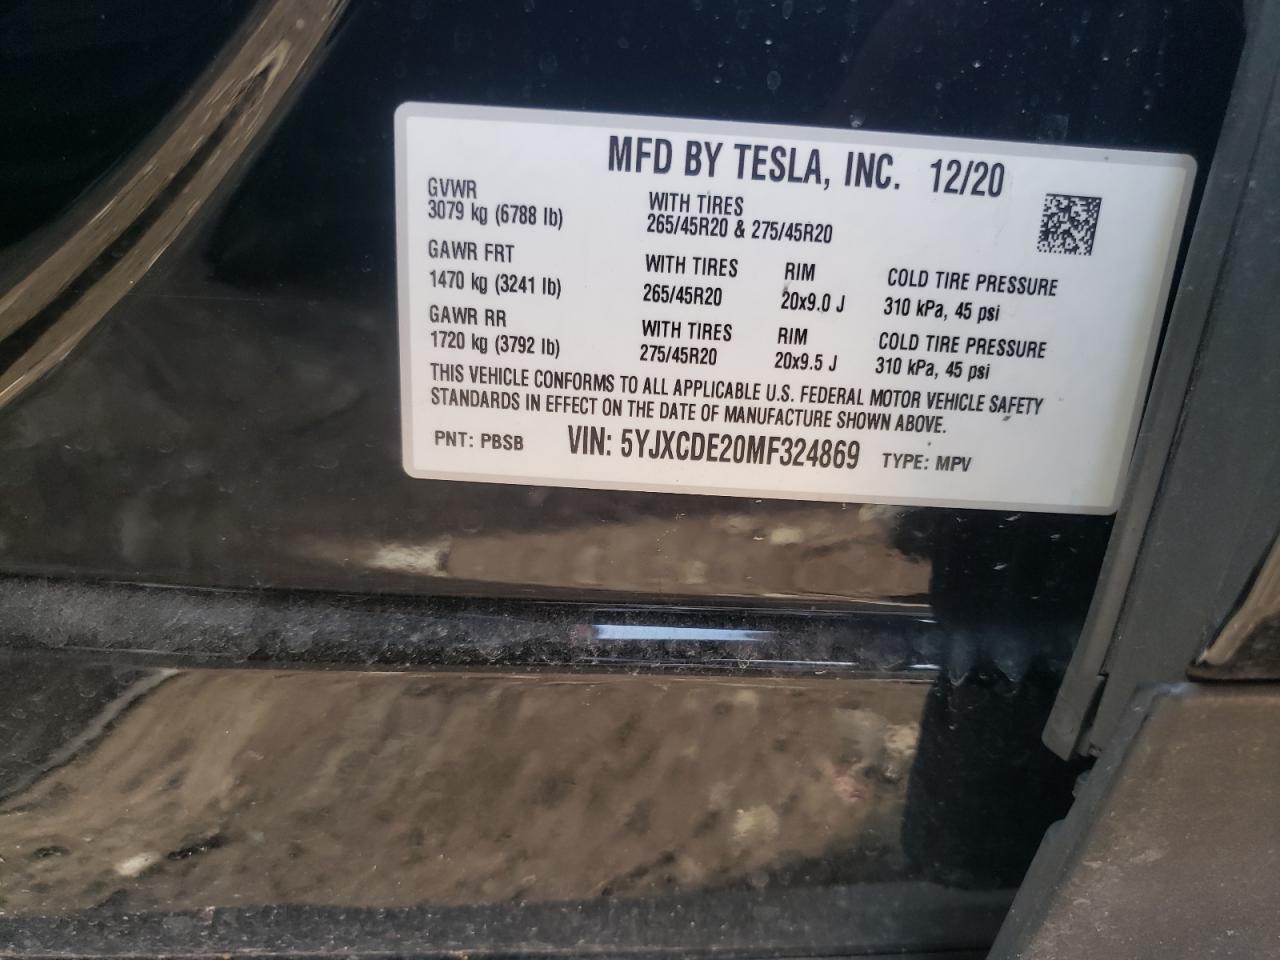 MFD BY TESLA, INC. 12/20
GVWR
3079 kg (6788 lb)
WITH TIRES
265/45R20 & 275/45R20
GAWR FRT
1470 kg (3241 lb)
WITH TIRES
265/45R20
RIM
20x9.0 J
COLD TIRE PRESSURE
310 kPa, 45 psi
GAWR RR
1720 kg (3792 lb)
WITH TIRES
275/45R20
RIM
20x9.5 J
COLD TIRE PRESSURE
310 kPa, 45 psi
THIS VEHICLE CONFORMS TO ALL APPLICABLE U.S. FEDERAL MOTOR VEHICLE SAFETY
STANDARDS IN EFFECT ON THE DATE OF MANUFACTURE SHOWN ABOVE.
PNT: PBSB VIN: 5YJXCDE20MF324869 TYPE: MPV